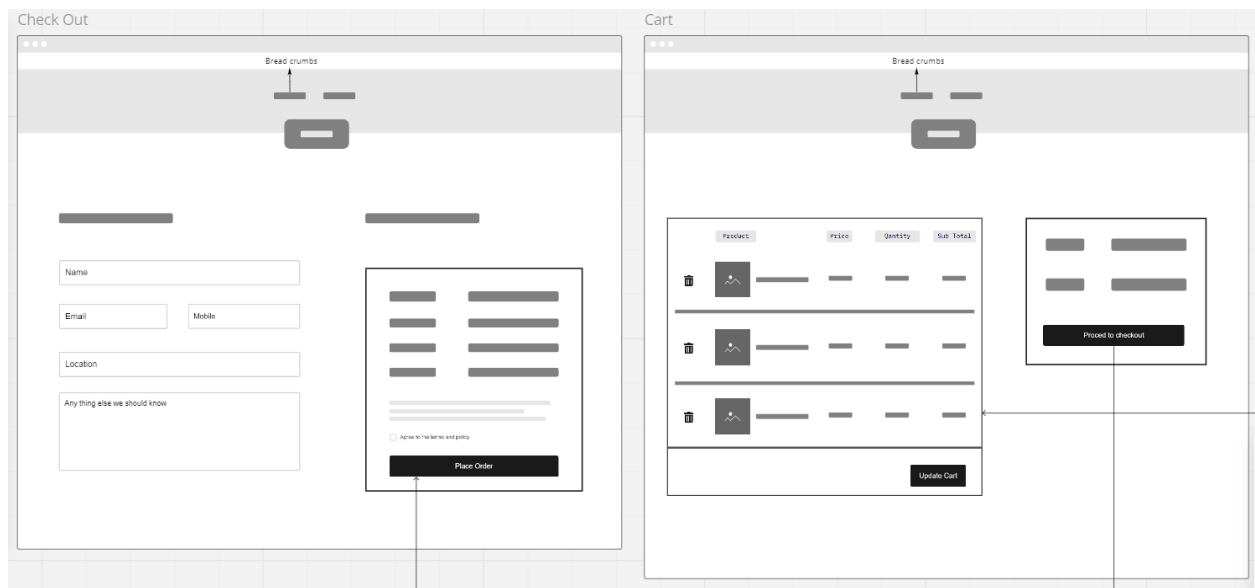 Check Out
Bread crumbs
Name
Email
Mobile
Location
Any thing else we should know
Agree to the terms and policy
Place Order
Cart
Bread crumbs
Product Price Qantity Sub Total
Update Cart
Proced to checkout